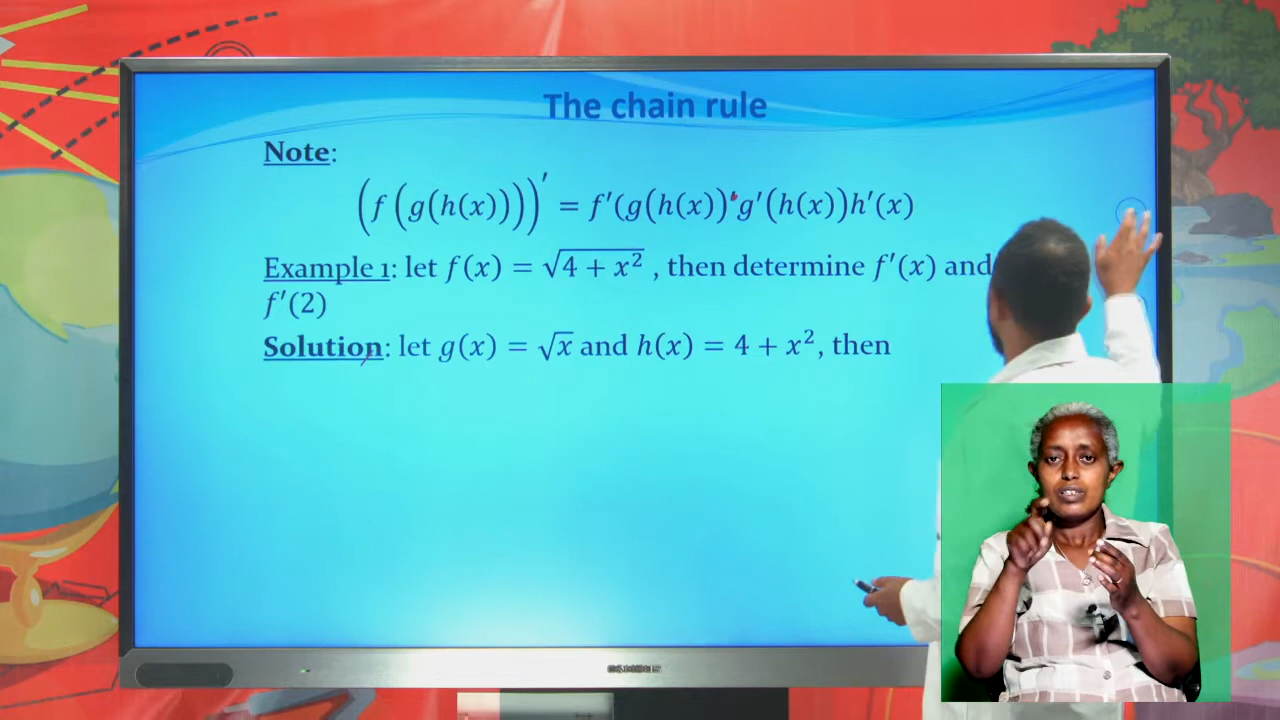 The chain rule
Note:
(f(g(h(x))))′ = f′(g(h(x))g′(h(x))h′(x)
Example 1: let f(x) = √(4 + x²) , then determine f′(x) and
f′(2)
Solution: let g(x) = √x and h(x) = 4 + x², then